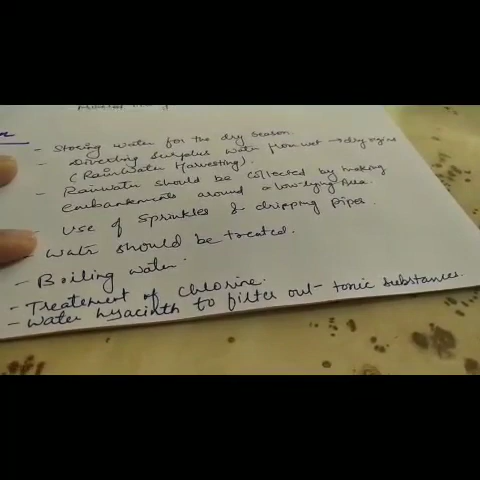 - Storing water for the dry season.
- Directing Surplus water from wet → dry regions
(RainWater Harvesting).
- Rainwater should be collected by making
embankments around a low-lying Area.
- Use of Sprinkles & dripping pipes.
- Water should be treated.
- Boiling water.
- Treatement of Chlorine.
- Water hyacinth to filter out tonic substances.